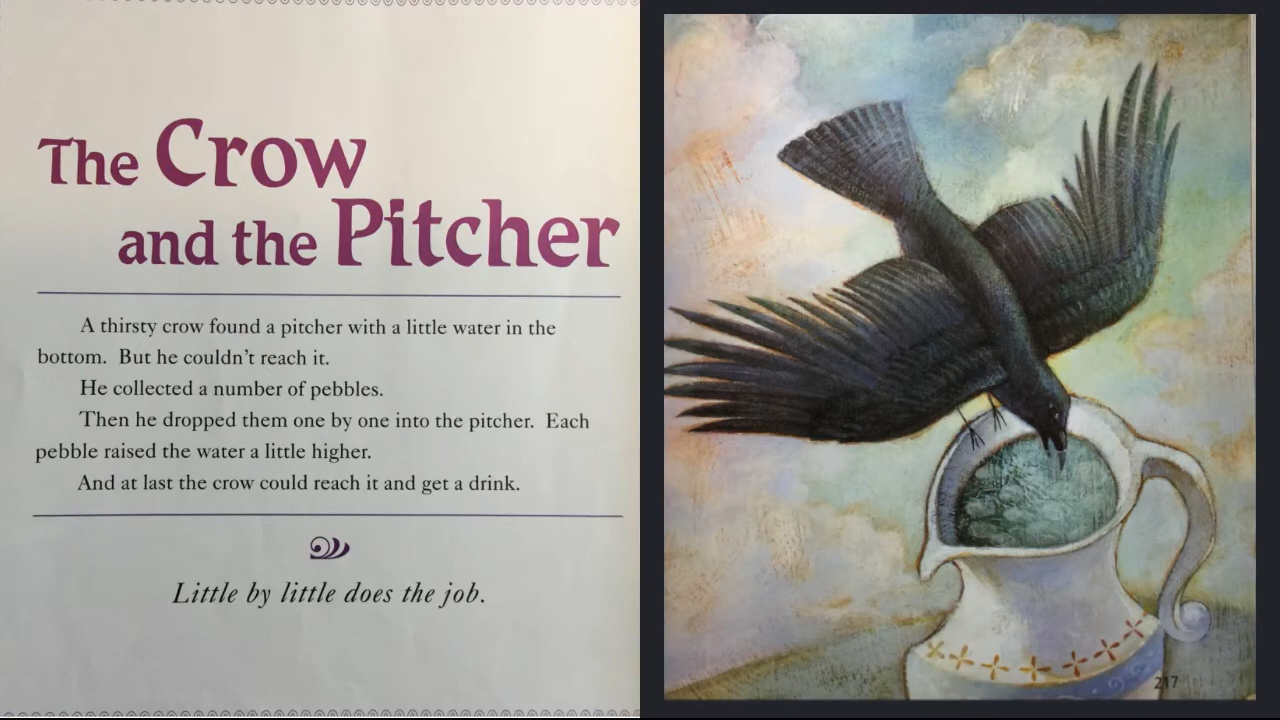 The Crow
and the Pitcher
A thirsty crow found a pitcher with a little water in the
bottom. But he couldn't reach it.
He collected a number of pebbles.
Then he dropped them one by one into the pitcher. Each
pebble raised the water a little higher.
And at last the crow could reach it and get a drink.
Little by little does the job.
217